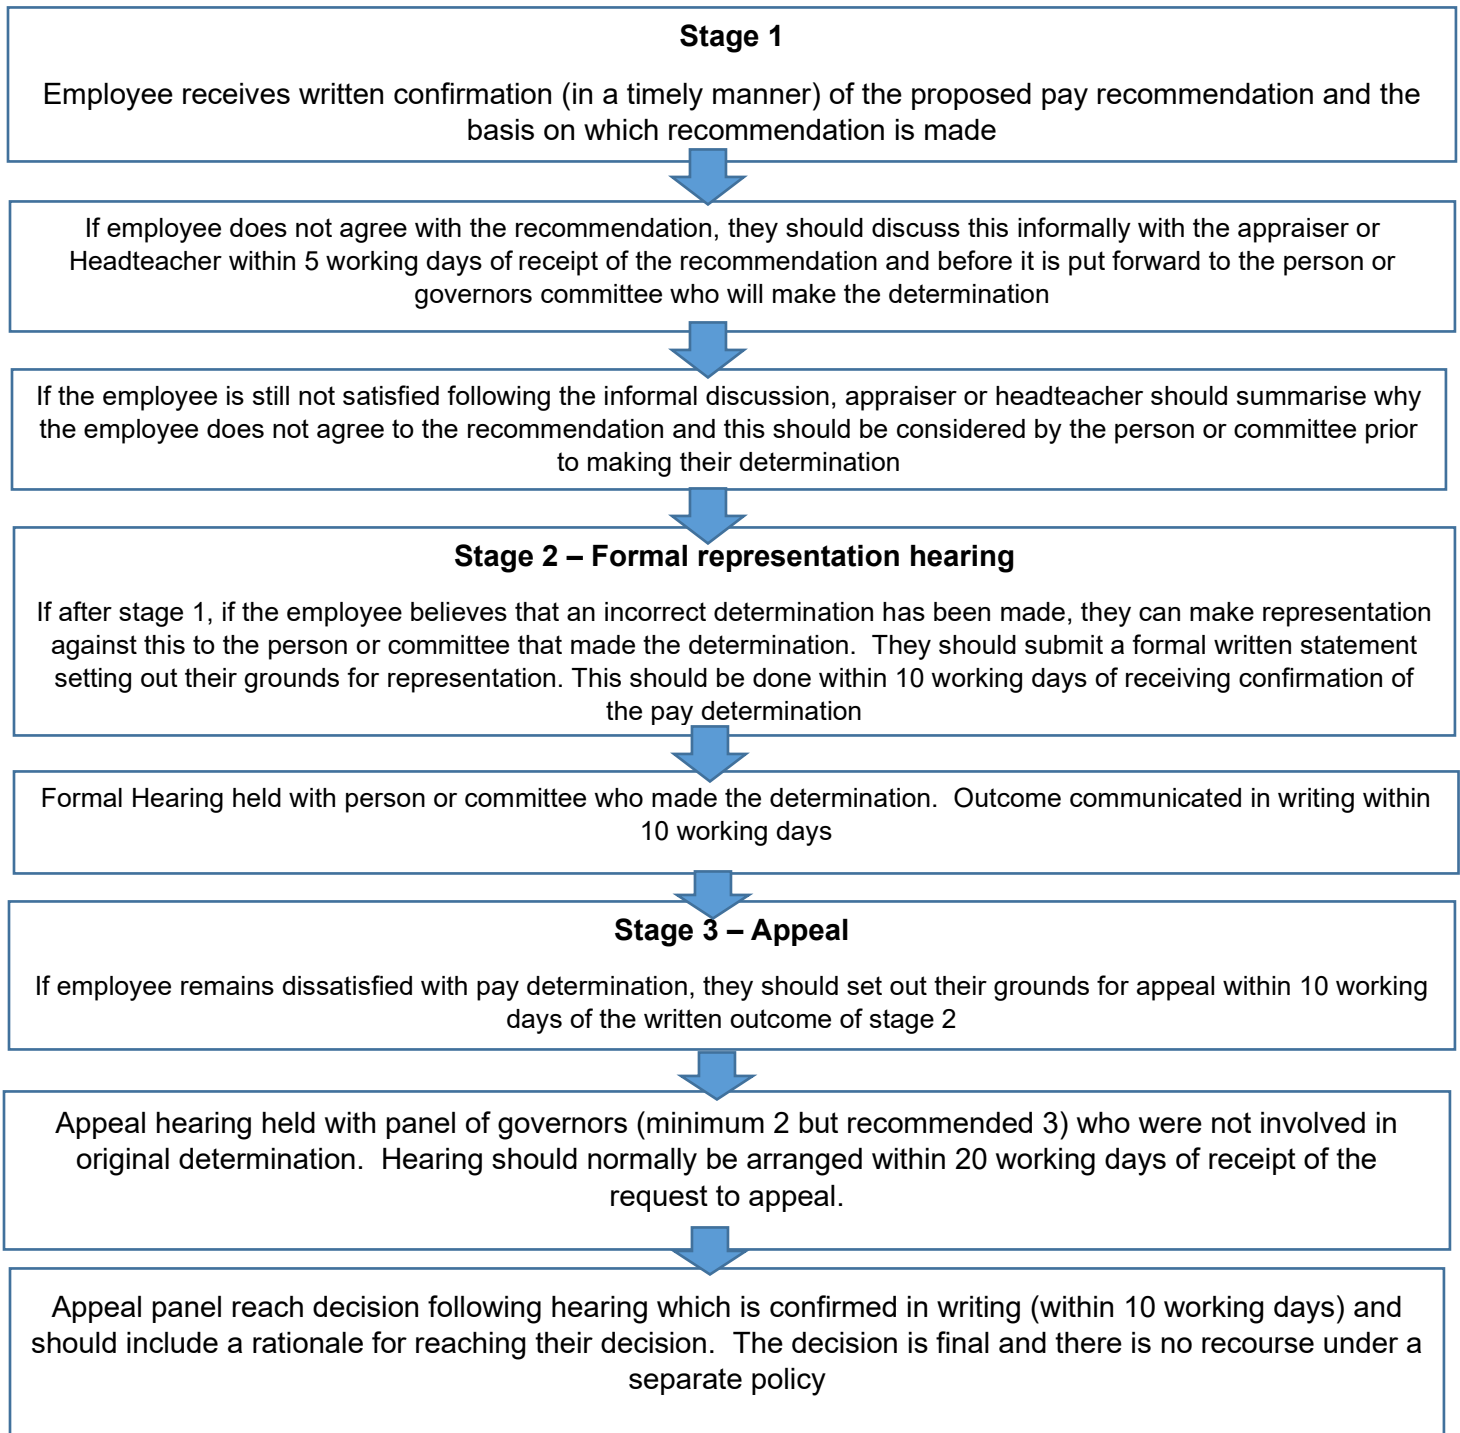 Stage 1
Employee receives written confirmation (in a timely manner) of the proposed pay recommendation and the
basis on which recommendation is made
If employee does not agree with the recommendation, they should discuss this informally with the appraiser or
Headteacher within 5 working days of receipt of the recommendation and before it is put forward to the person or
governors committee who will make the determination
If the employee is still not satisfied following the informal discussion, appraiser or headteacher should summarise why
the employee does not agree to the recommendation and this should be considered by the person or committee prior
to making their determination
Stage 2 – Formal representation hearing
If after stage 1, if the employee believes that an incorrect determination has been made, they can make representation
against this to the person or committee that made the determination.  They should submit a formal written statement
setting out their grounds for representation. This should be done within 10 working days of receiving confirmation of
the pay determination
Formal Hearing held with person or committee who made the determination.  Outcome communicated in writing within
10 working days
Stage 3 – Appeal
If employee remains dissatisfied with pay determination, they should set out their grounds for appeal within 10 working
days of the written outcome of stage 2
Appeal hearing held with panel of governors (minimum 2 but recommended 3) who were not involved in
original determination.  Hearing should normally be arranged within 20 working days of receipt of the
request to appeal.
Appeal panel reach decision following hearing which is confirmed in writing (within 10 working days) and
should include a rationale for reaching their decision.  The decision is final and there is no recourse under a
separate policy